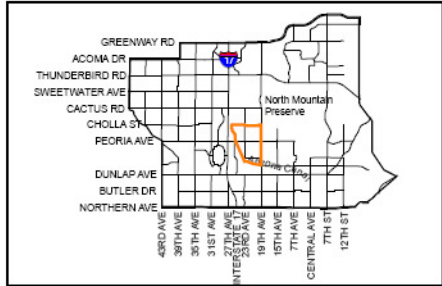 GREENWAY RD
ACOMA DR
17
THUNDERBIRD RD
SWEETWATER AVE
North Mountain
Preserve
CACTUS RD
CHOLLA ST
PEORIA AVE
Arizona Canal
DUNLAP AVE
BUTLER DR
NORTHERN AVE
43RD AVE
39TH AVE
35TH AVE
31ST AVE
27TH AVE
INTERSTATE 17
23RD AVE
19TH AVE
15TH AVE
7TH AVE
CENTRAL AVE
7TH ST
12TH ST